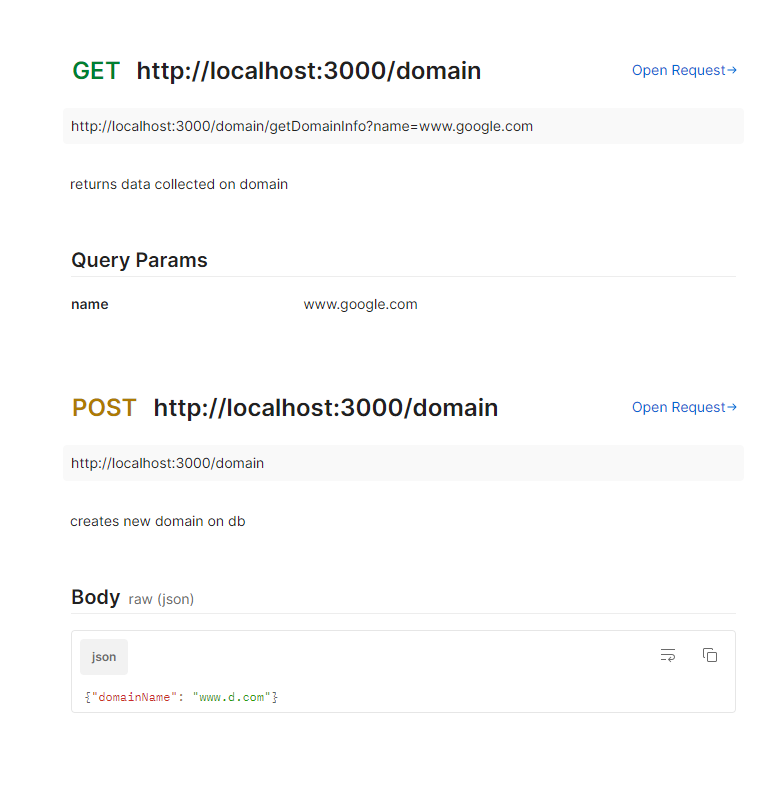 GET http://localhost:3000/domain Open Request→
http://localhost:3000/domain/getDomainInfo?name=www.google.com
returns data collected on domain
Query Params
name www.google.com
POST http://localhost:3000/domain Open Request→
http://localhost:3000/domain
creates new domain on db
Body raw (json)
json
{"domainName": "www.d.com"}